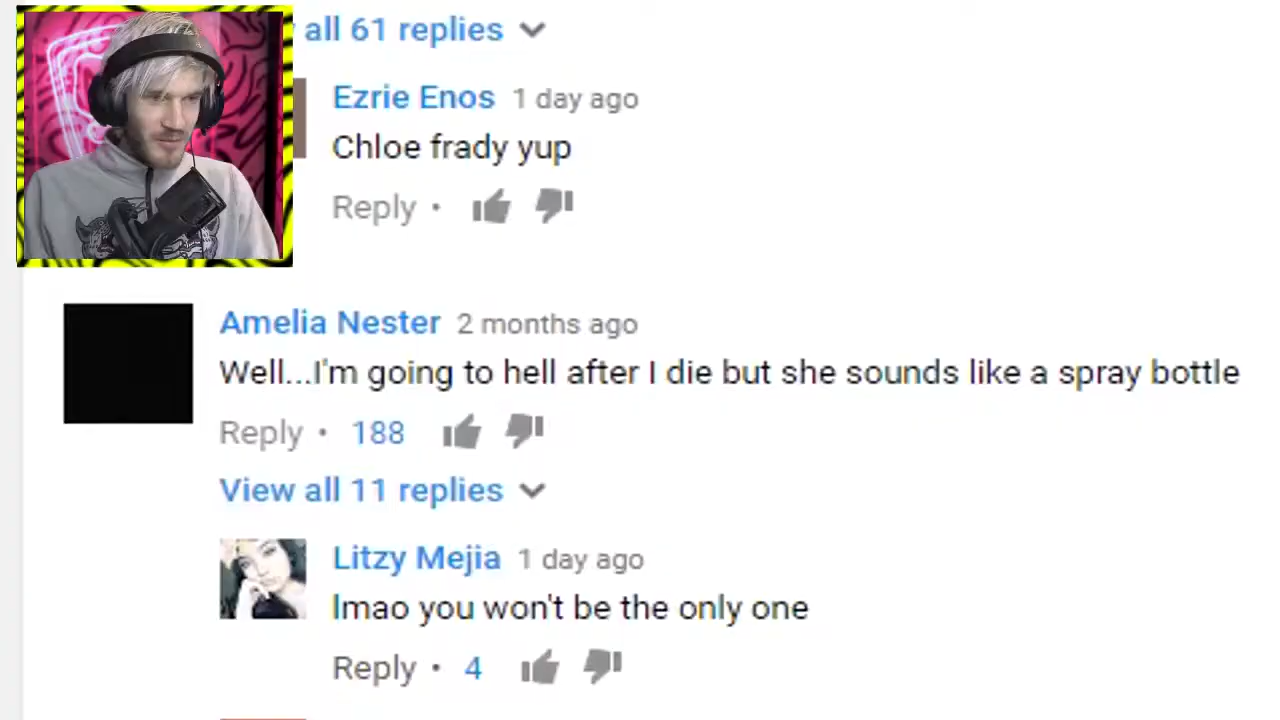 all 61 replies
Ezrie Enos 1 day ago
Chloe frady yup
Reply •
Amelia Nester 2 months ago
Well...I'm going to hell after I die but she sounds like a spray bottle
Reply • 188
View all 11 replies
Litzy Mejia 1 day ago
lmao you won't be the only one
Reply • 4